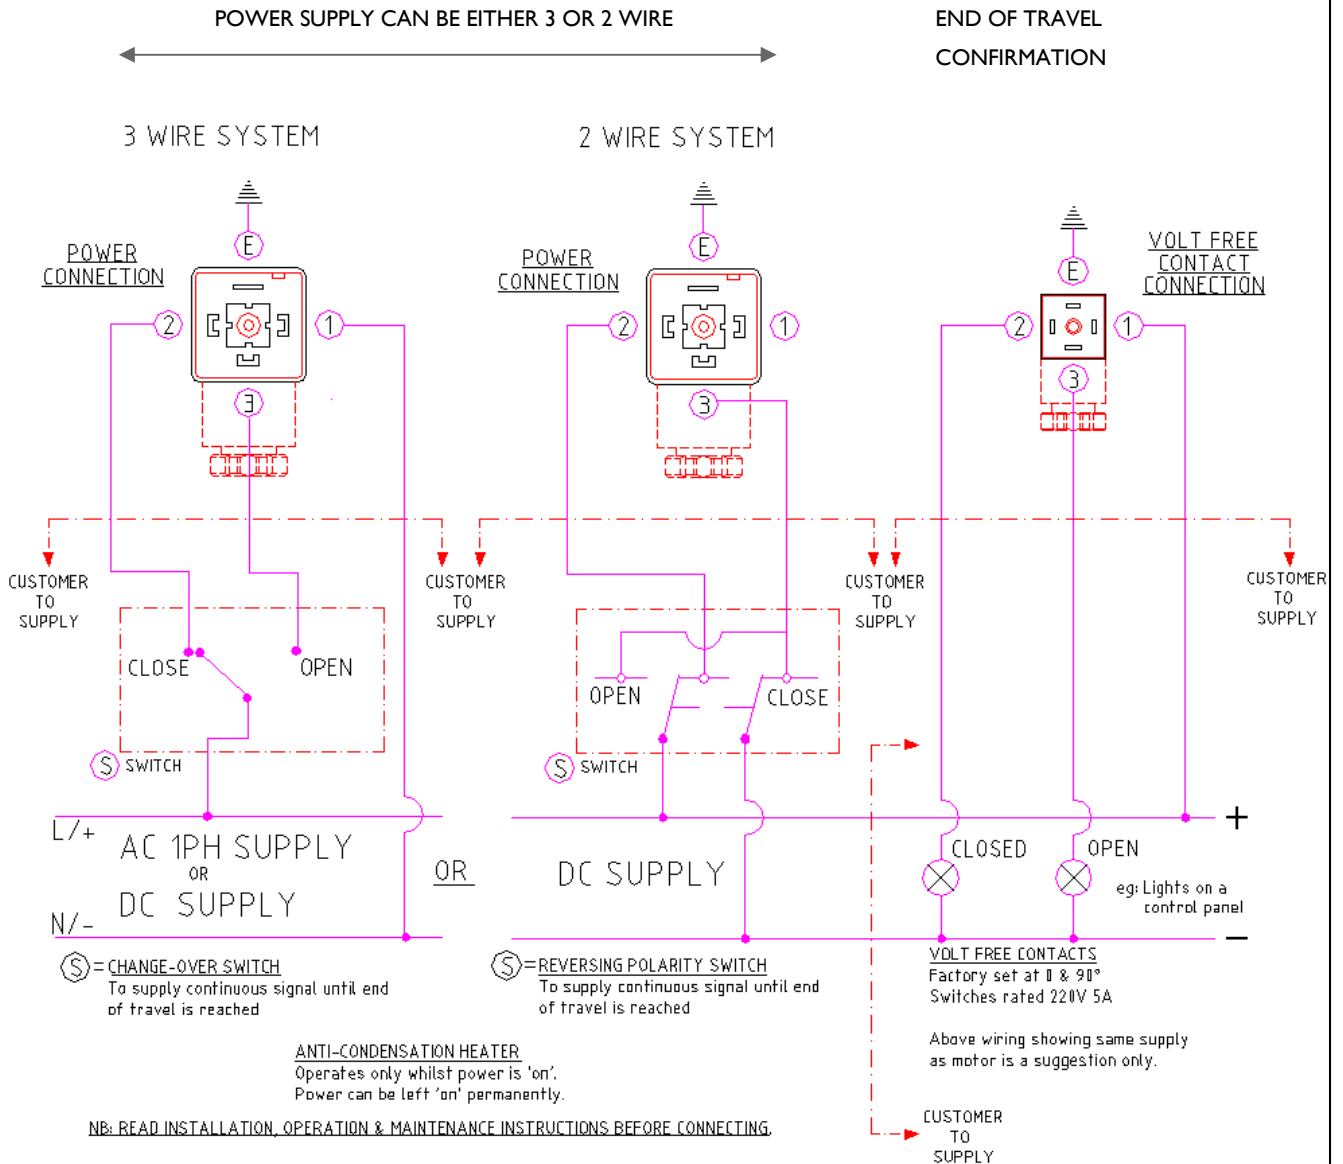 POWER SUPPLY CAN BE EITHER 3 OR 2 WIRE
END OF TRAVEL
CONFIRMATION
3 WIRE SYSTEM
2 WIRE SYSTEM
E
POWER
CONNECTION
2
1
3
E
POWER
CONNECTION
2
1
3
E
VOLT FREE
CONTACT
CONNECTION
2
1
3
CUSTOMER
TO
SUPPLY
CUSTOMER
TO
SUPPLY
CUSTOMER
TO
SUPPLY
CUSTOMER
TO
SUPPLY
CLOSE
OPEN
S SWITCH
OPEN
CLOSE
S SWITCH
L/+
AC 1PH SUPPLY
OR
DC SUPPLY
N/-
OR
DC SUPPLY
+
CLOSED
OPEN
eg: Lights on a
control panel
–
S = CHANGE-OVER SWITCH
To supply continuous signal until end
of travel is reached
S = REVERSING POLARITY SWITCH
To supply continuous signal until end
of travel is reached
VOLT FREE CONTACTS
Factory set at 0 & 90°
Switches rated 220V 5A
Above wiring showing same supply
as motor is a suggestion only.
ANTI-CONDENSATION HEATER
Operates only whilst power is 'on'.
Power can be left 'on' permanently.
NB: READ INSTALLATION, OPERATION & MAINTENANCE INSTRUCTIONS BEFORE CONNECTING.
CUSTOMER
TO
SUPPLY